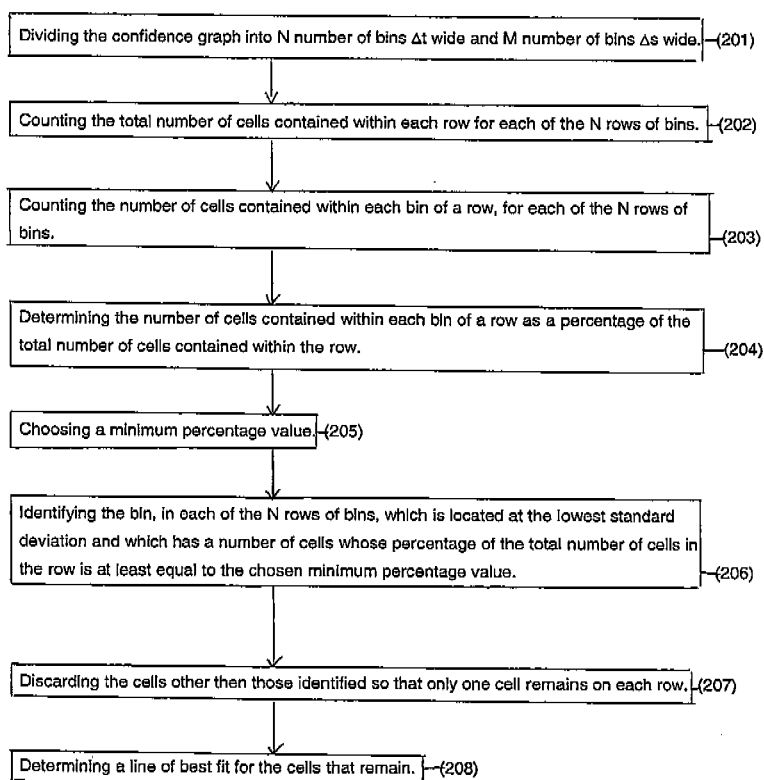 Dividing the confidence graph into N number of bins Δt wide and M number of bins Δs wide. (201)
Counting the total number of cells contained within each row for each of the N rows of bins. (202)
Counting the number of cells contained within each bin of a row, for each of the N rows of
bins.
(203)
Determining the number of cells contained within each bin of a row as a percentage of the
total number of cells contained within the row.
(204)
Choosing a minimum percentage value. (205)
Identifying the bin, in each of the N rows of bins, which is located at the lowest standard
deviation and which has a number of cells whose percentage of the total number of cells in
the row is at least equal to the chosen minimum percentage value.
(206)
Discarding the cells other then those identified so that only one cell remains on each row. (207)
Determining a line of best fit for the cells that remain. (208)